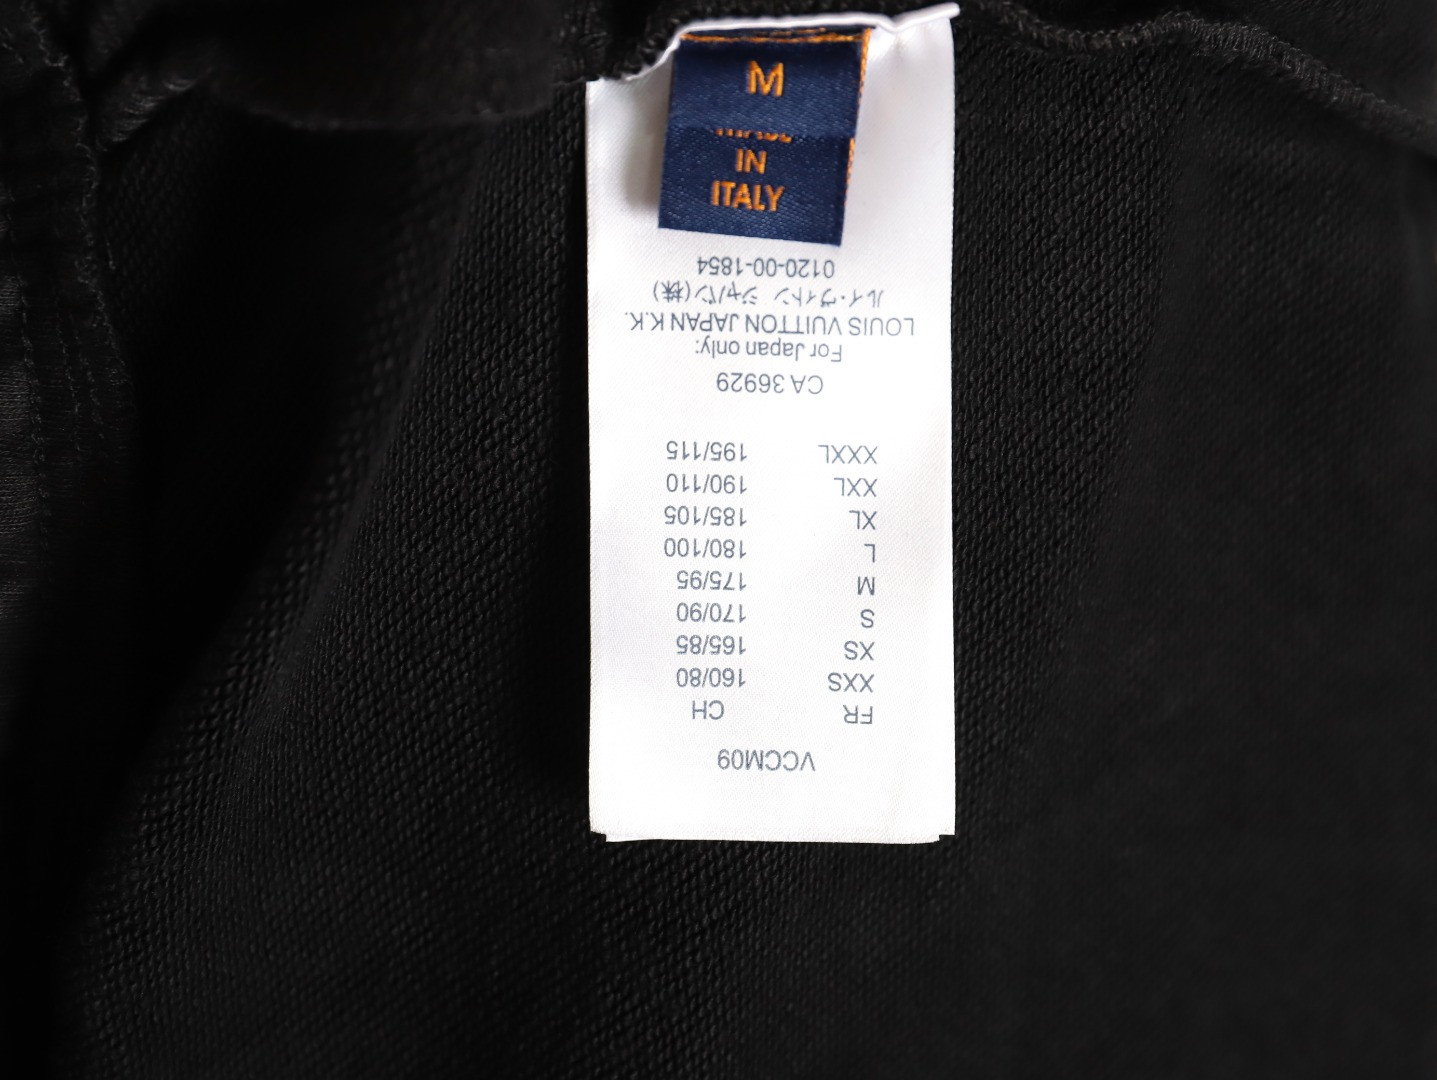 M
IN
ITALY
VCCM09
FR CH
XXS 160/80
XS 165/85
S 170/90
M 175/95
L 180/100
XL 185/105
XXL 190/110
XXXL 195/115
CA 36929
For Japan only:
LOUIS VUITTON JAPAN K.K.
ルイ・ヴィトン ジャパン(株)
0120-00-1854